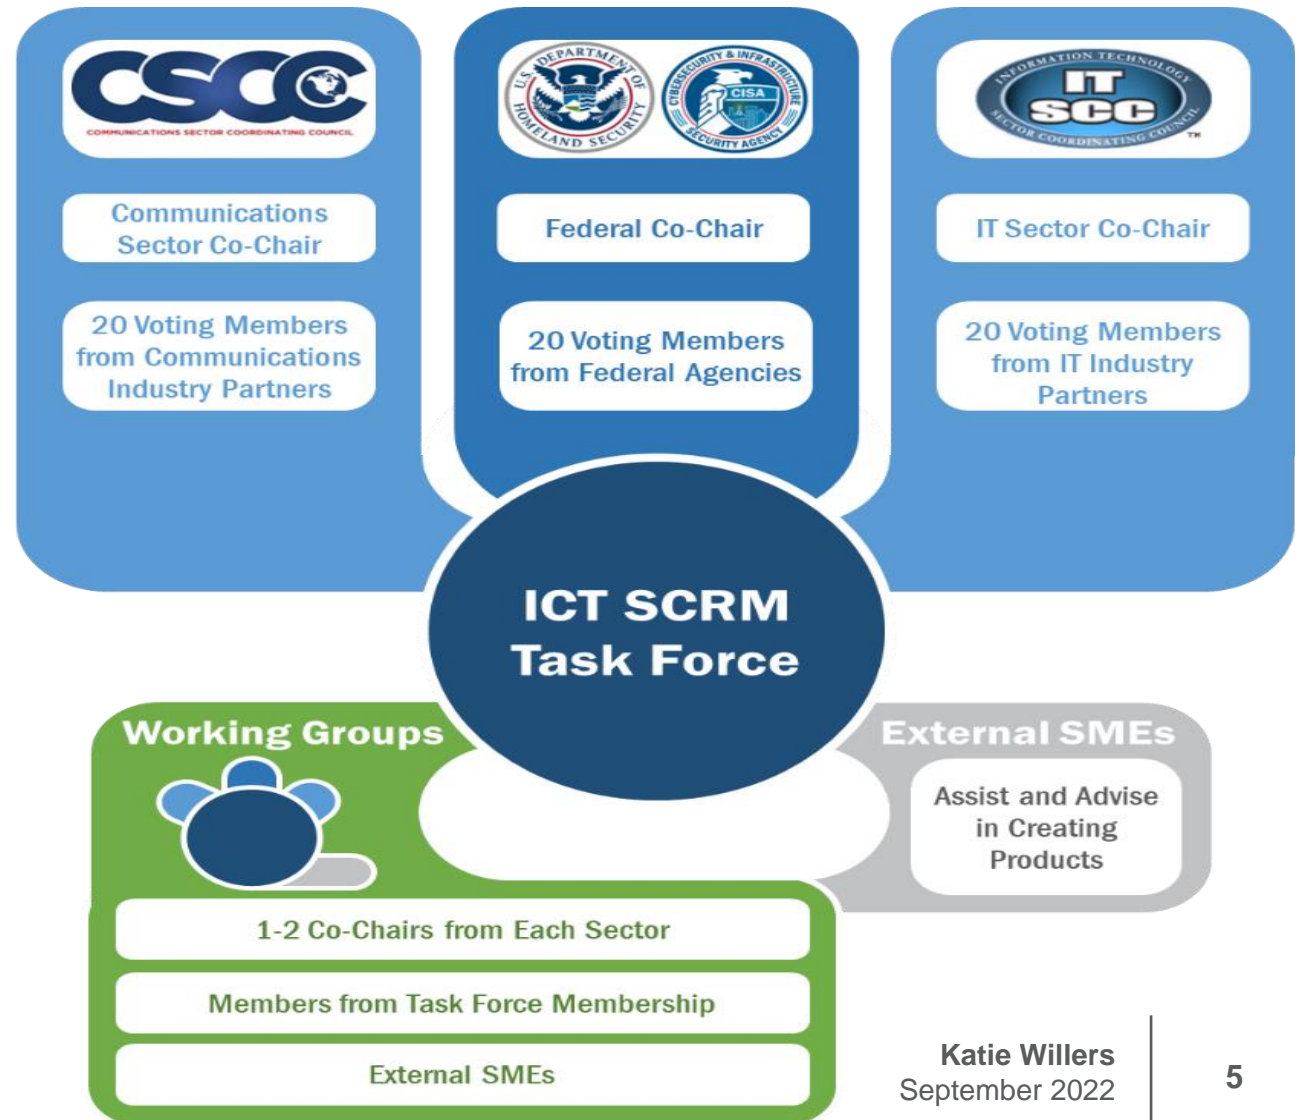 CSCC
COMMUNICATIONS SECTOR COORDINATING COUNCIL
Communications
Sector Co-Chair
20 Voting Members
from Communications
Industry Partners
U.S. DEPARTMENT OF
HOMELAND SECURITY
CYBERSECURITY & INFRASTRUCTURE
CISA
SECURITY AGENCY
Federal Co-Chair
20 Voting Members
from Federal Agencies
INFORMATION TECHNOLOGY
IT
SCC
SECTOR COORDINATING COUNCIL
TM
IT Sector Co-Chair
20 Voting Members
from IT Industry
Partners
ICT SCRM
Task Force
Working Groups
1-2 Co-Chairs from Each Sector
Members from Task Force Membership
External SMEs
External SMEs
Assist and Advise
in Creating
Products
Katie Willers
September 2022
5